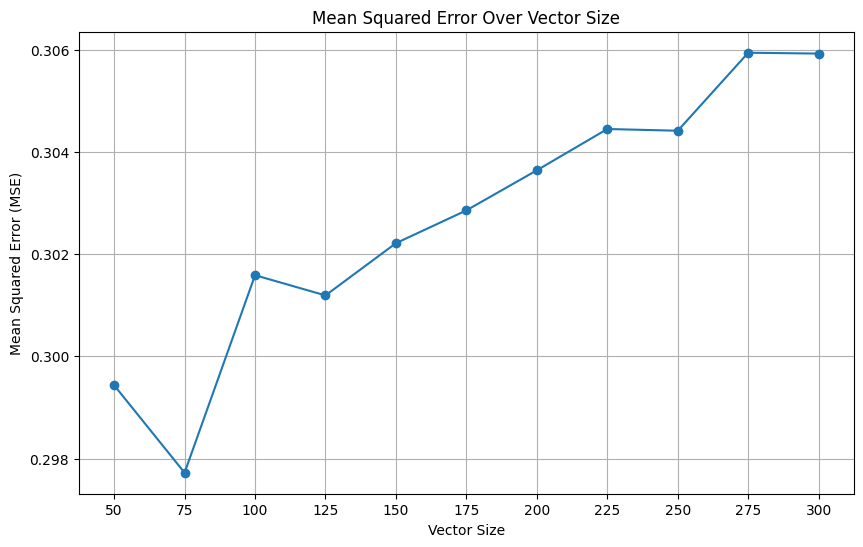 Mean Squared Error Over Vector Size
Mean Squared Error (MSE)
0.306
0.304
0.302
0.300
0.298
50 75 100 125 150 175 200 225 250 275 300
Vector Size